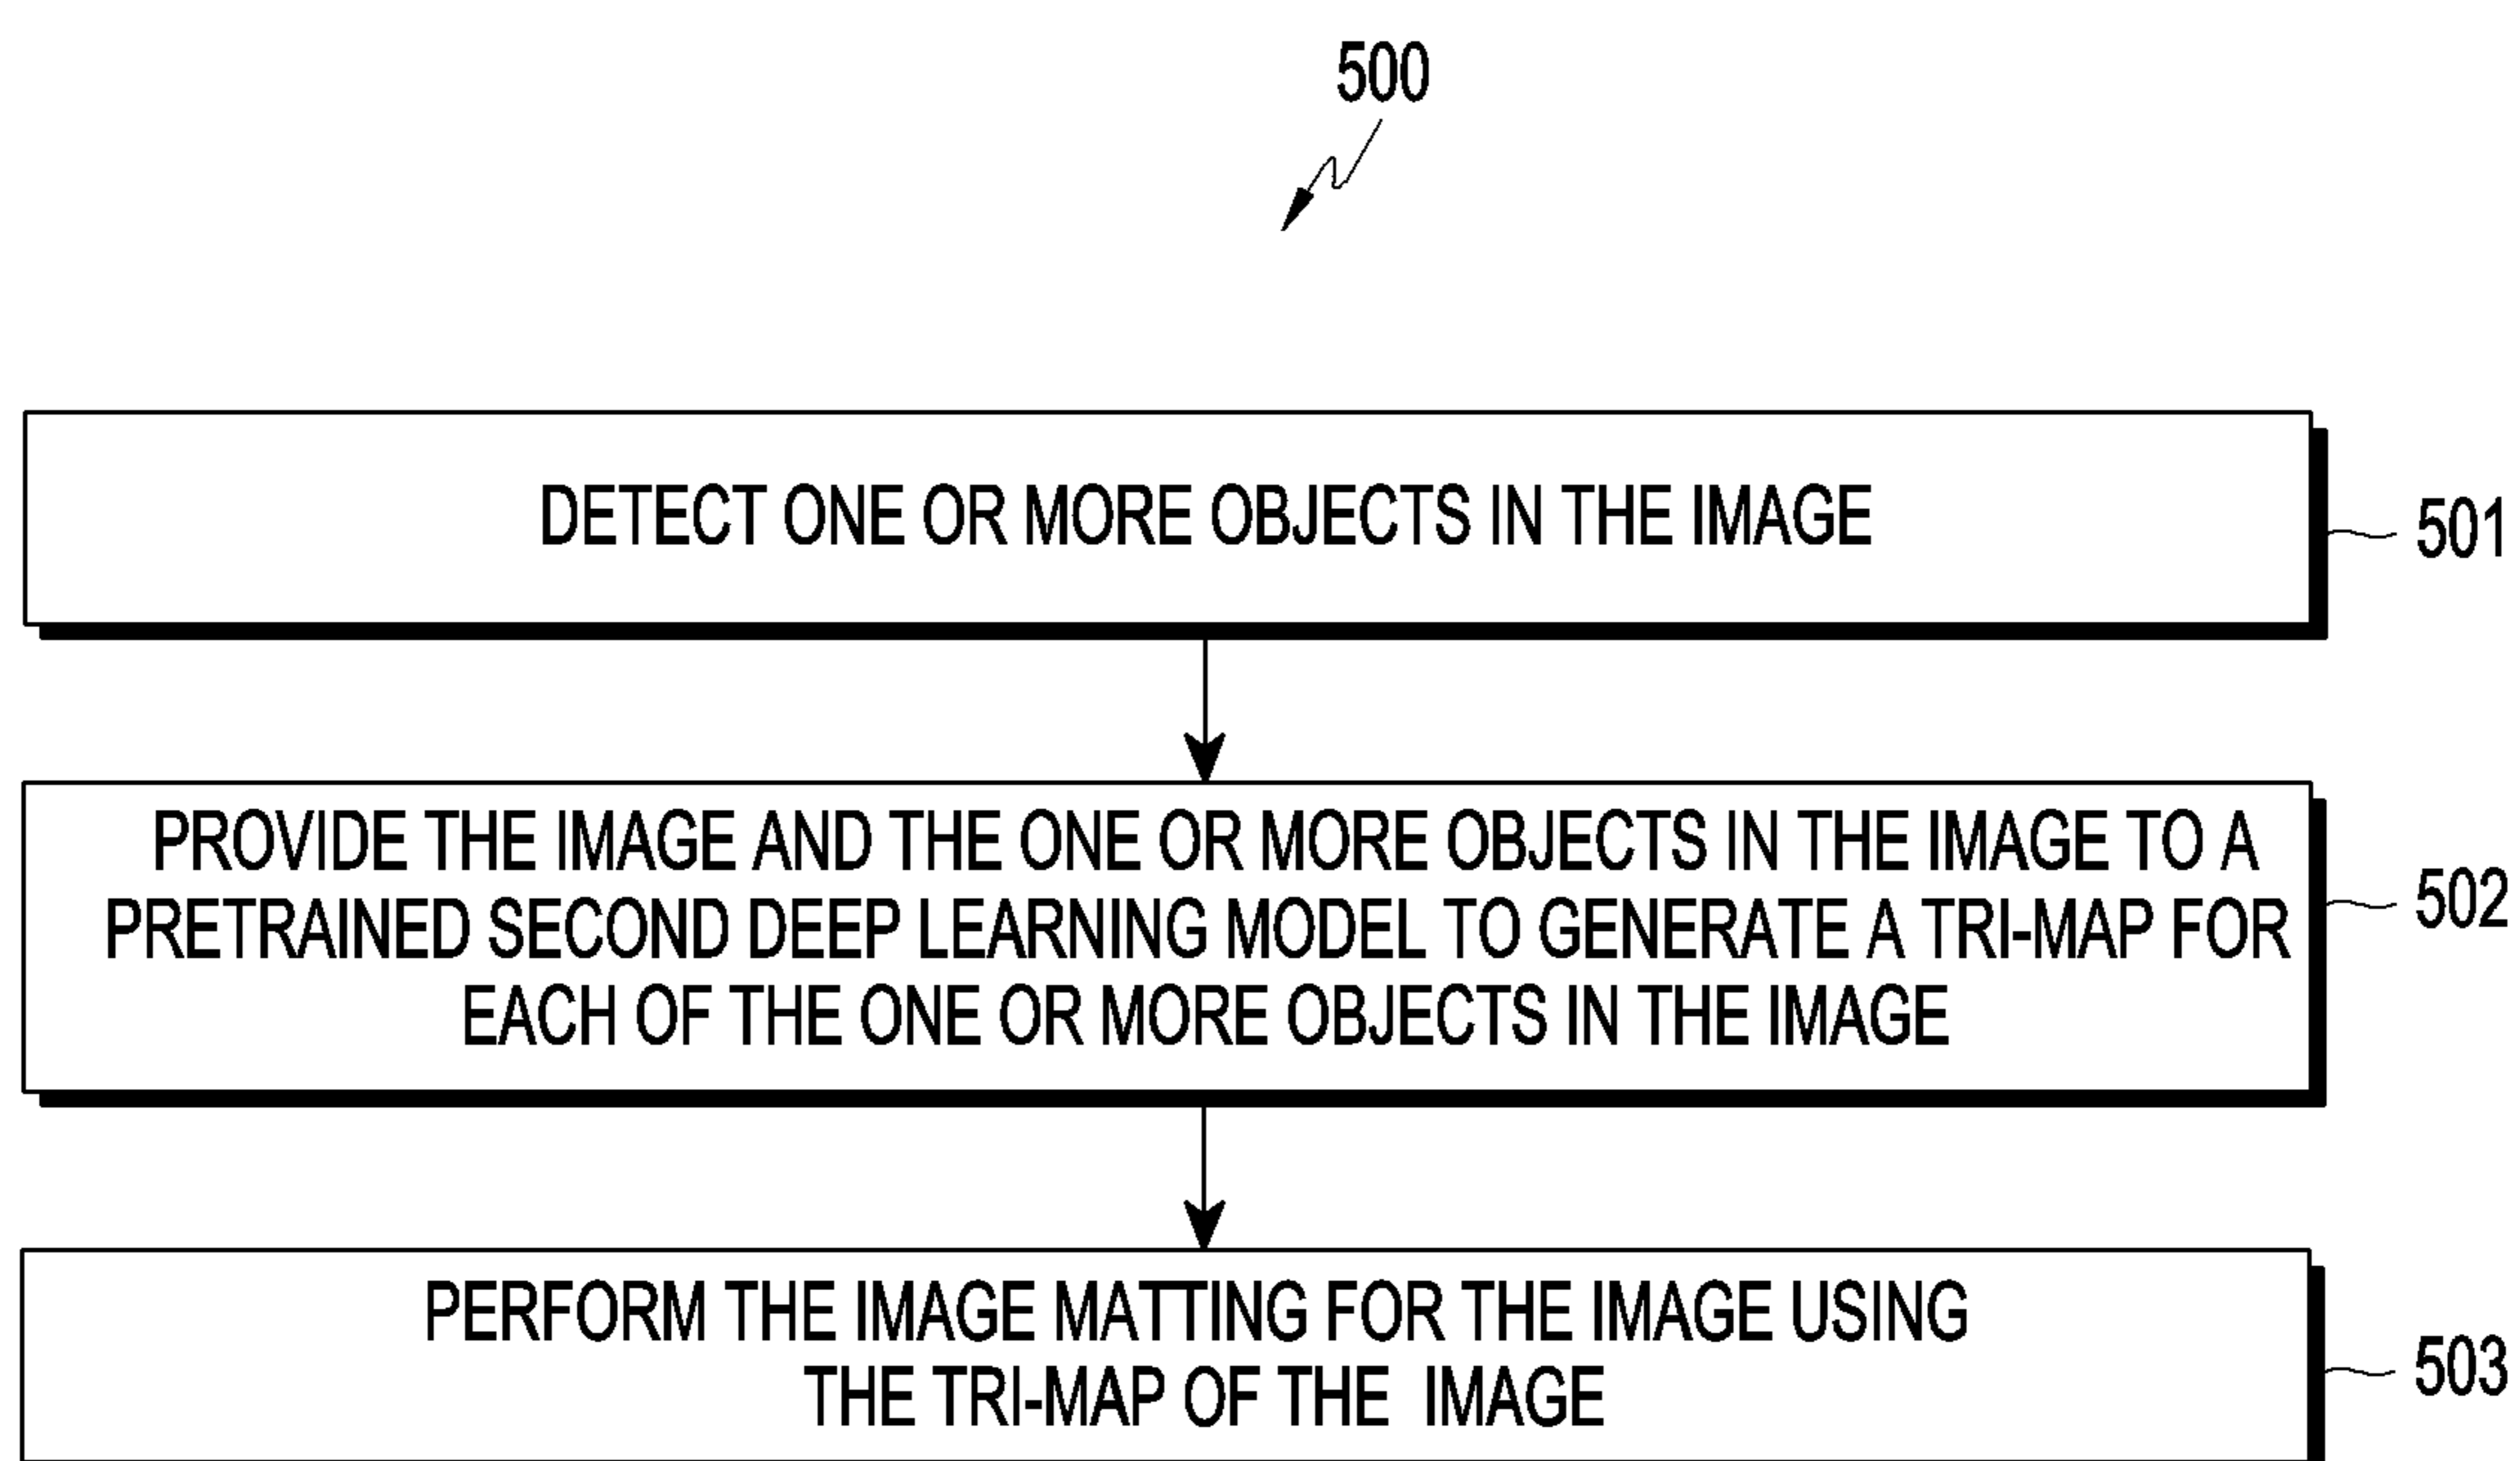 500
DETECT ONE OR MORE OBJECTS IN THE IMAGE
501
PROVIDE THE IMAGE AND THE ONE OR MORE OBJECTS IN THE IMAGE TO A
PRETRAINED SECOND DEEP LEARNING MODEL TO GENERATE A TRI-MAP FOR
EACH OF THE ONE OR MORE OBJECTS IN THE IMAGE
502
PERFORM THE IMAGE MATTING FOR THE IMAGE USING
THE TRI-MAP OF THE IMAGE
503